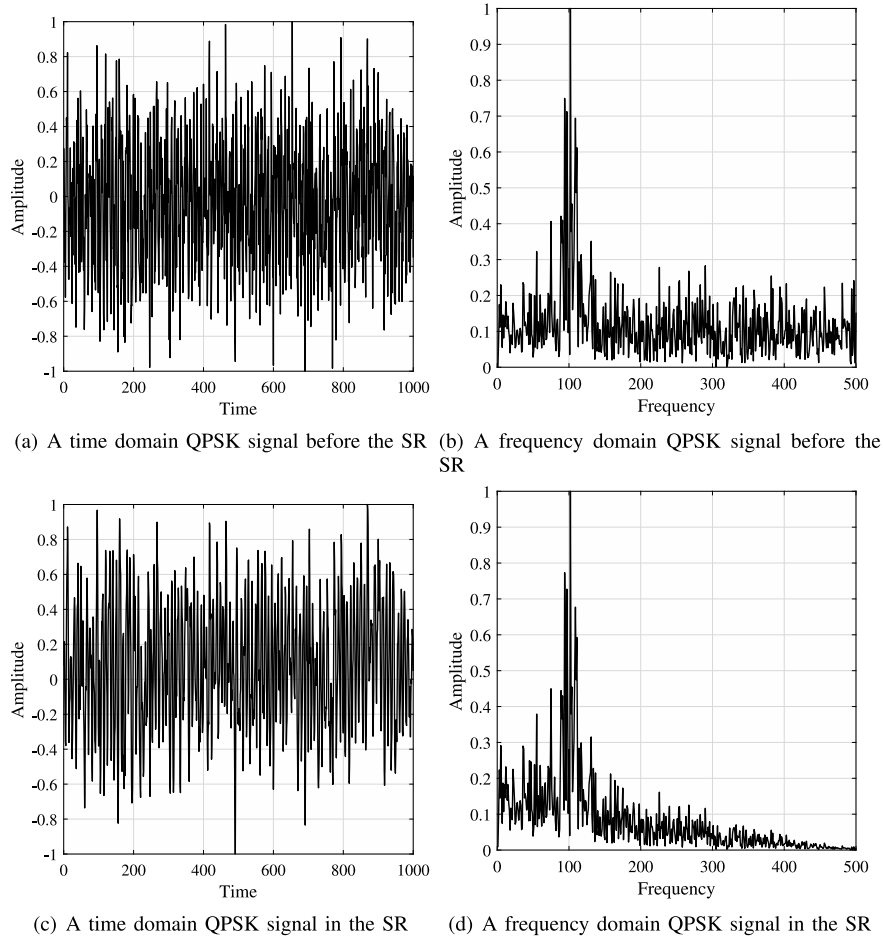 1
0.8
0.6
0.4
0.2
0
-0.2
-0.4
-0.6
-0.8
-1
Amplitude
0 200 400 600 800 1000
Time
1
0.9
0.8
0.7
0.6
0.5
0.4
0.3
0.2
0.1
0
Amplitude
0 100 200 300 400 500
Frequency
(a) A time domain QPSK signal before the SR
(b) A frequency domain QPSK signal before the
SR
1
0.8
0.6
0.4
0.2
0
-0.2
-0.4
-0.6
-0.8
-1
Amplitude
0 200 400 600 800 1000
Time
1
0.9
0.8
0.7
0.6
0.5
0.4
0.3
0.2
0.1
0
Amplitude
0 100 200 300 400 500
Frequency
(c) A time domain QPSK signal in the SR
(d) A frequency domain QPSK signal in the SR